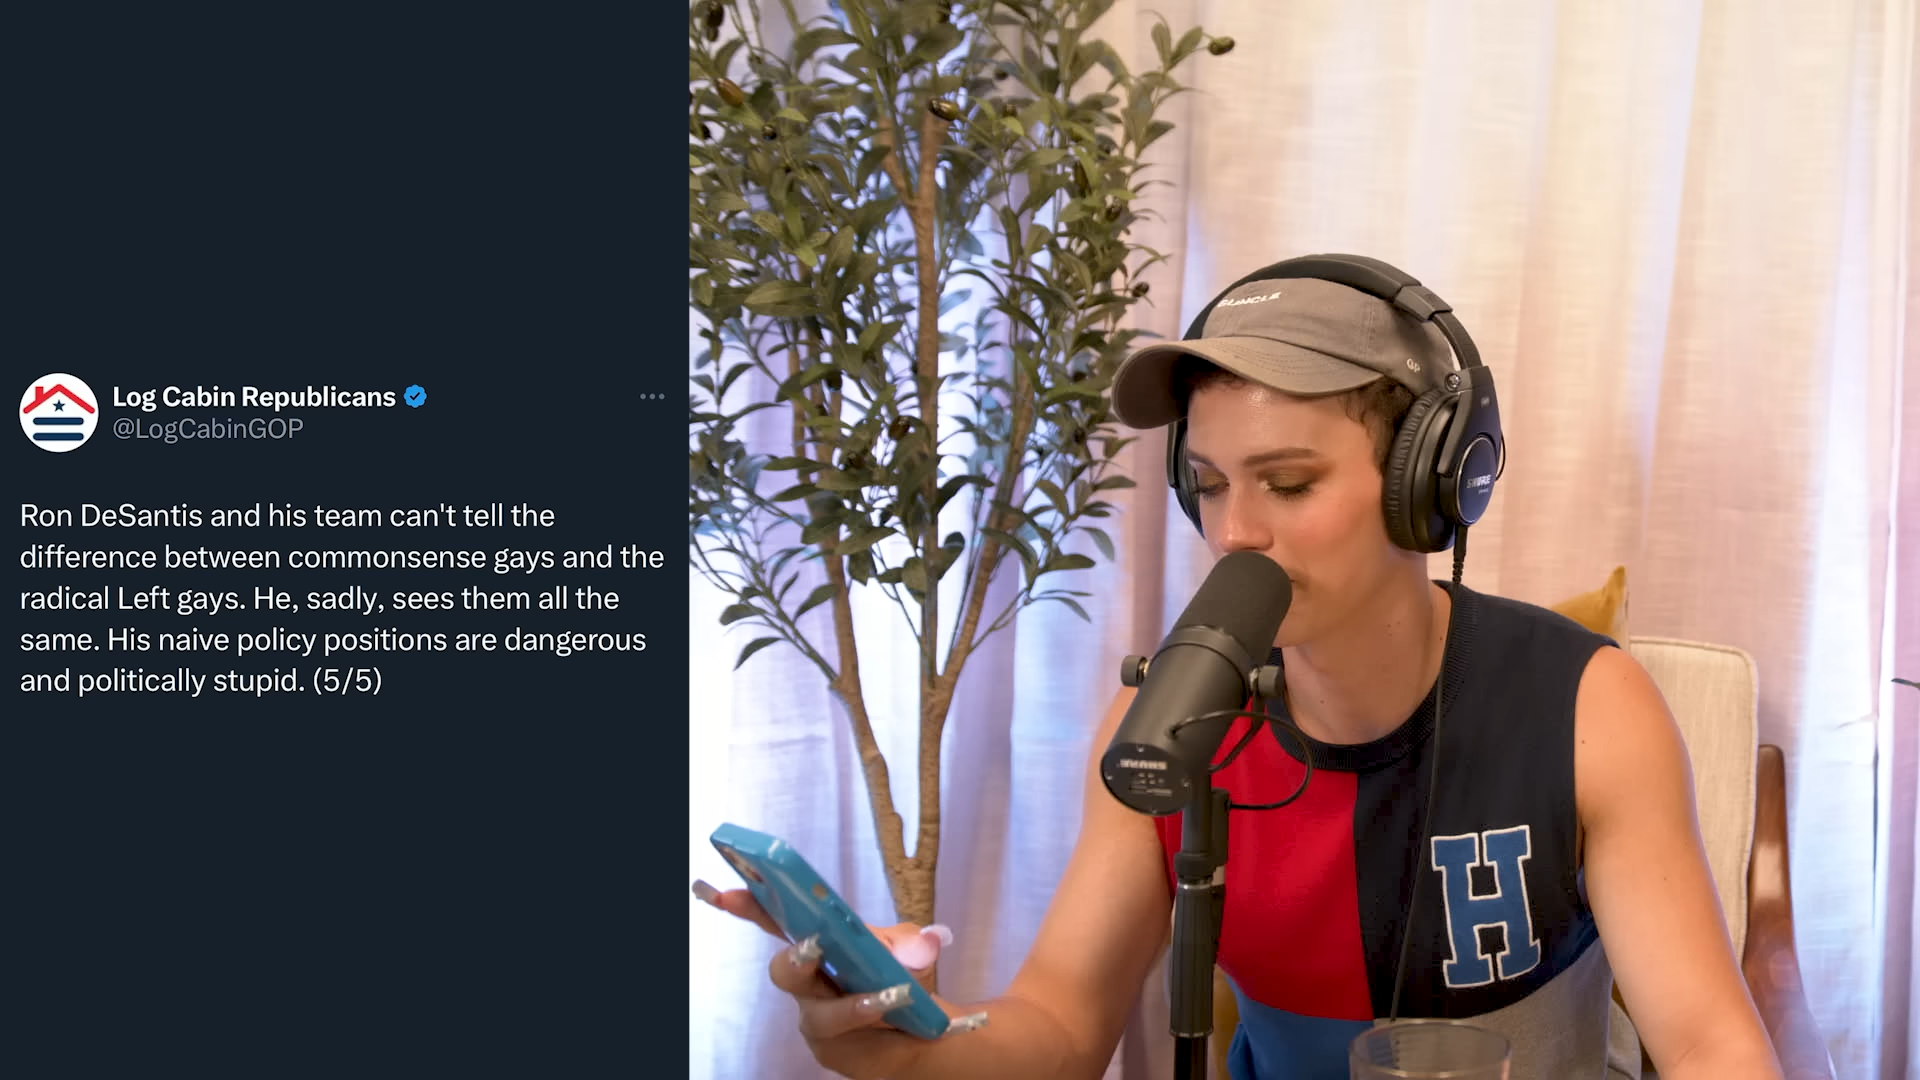 Log Cabin Republicans
@LogCabinGOP
Ron DeSantis and his team can't tell the
difference between commonsense gays and the
radical Left gays. He, sadly, sees them all the
same. His naive policy positions are dangerous
and politically stupid. (5/5)
SHURE
H